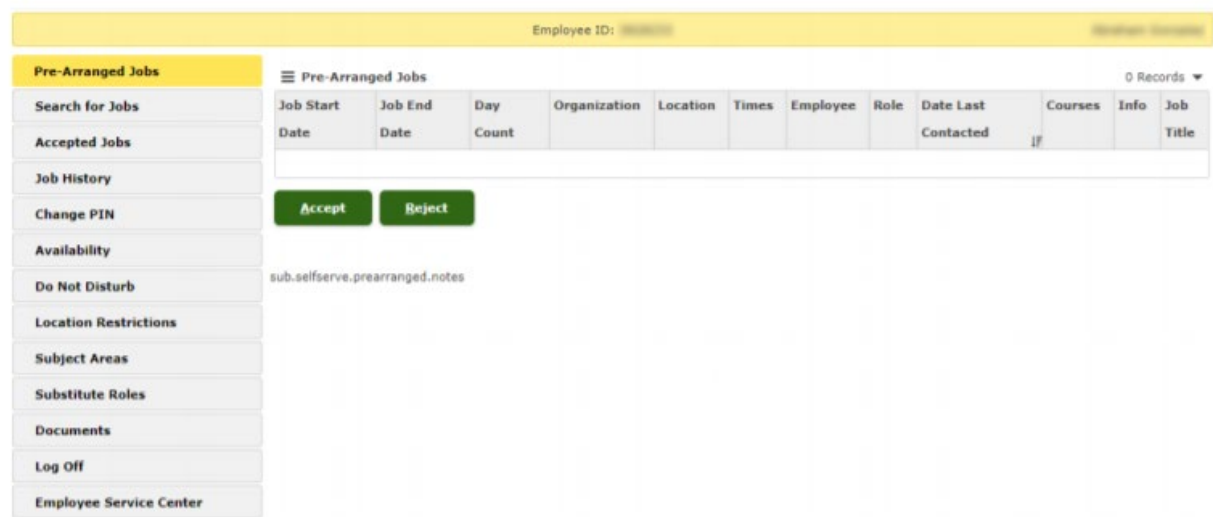 Employee ID:
Pre-Arranged Jobs
Search for Jobs
Accepted Jobs
Job History
Change PIN
Availability
Do Not Disturb
Location Restrictions
Subject Areas
Substitute Roles
Documents
Log Off
Employee Service Center
Pre-Arranged Jobs 0 Records
Job Start Date Job End Date Day Count Organization Location Times Employee Role Date Last Contacted Courses Info Job Title
Accept Reject
sub.selfserve.prearranged.notes